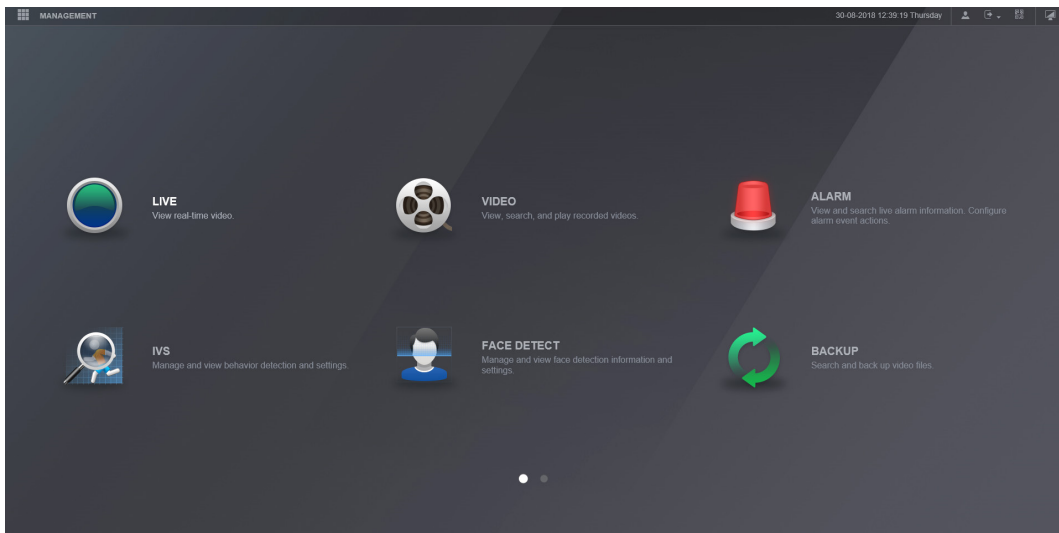 MANAGEMENT
30-08-2018 12:39:19 Thursday
LIVE
View real-time video.
VIDEO
View, search, and play recorded videos.
ALARM
View and search live alarm information. Configure
alarm event actions.
IVS
Manage and view behavior detection and settings.
FACE DETECT
Manage and view face detection information and
settings.
BACKUP
Search and back up video files.